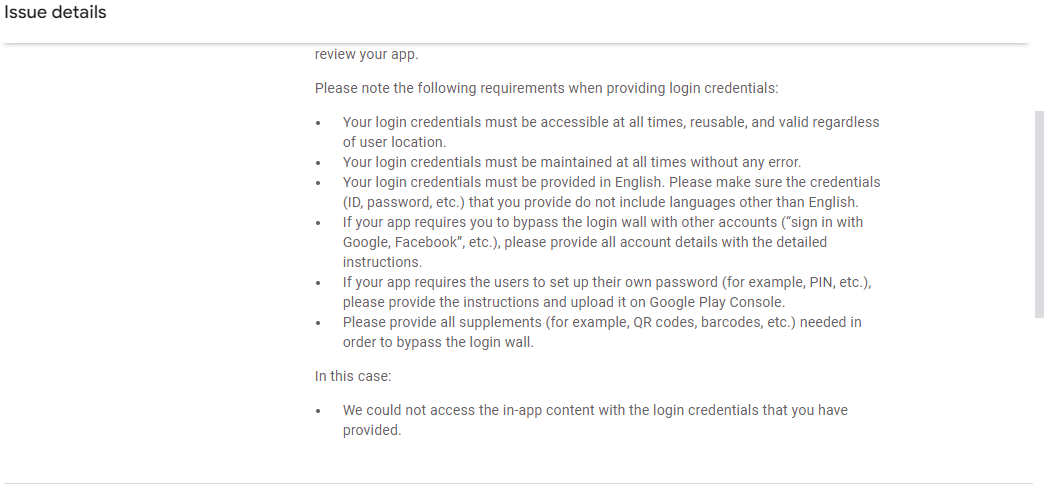 Issue details
review your app.
Please note the following requirements when providing login credentials:
• Your login credentials must be accessible at all times, reusable, and valid regardless
of user location.
• Your login credentials must be maintained at all times without any error.
• Your login credentials must be provided in English. Please make sure the credentials
(ID, password, etc.) that you provide do not include languages other than English.
• If your app requires you to bypass the login wall with other accounts (“sign in with
Google, Facebook”, etc.), please provide all account details with the detailed
instructions.
• If your app requires the users to set up their own password (for example, PIN, etc.),
please provide the instructions and upload it on Google Play Console.
• Please provide all supplements (for example, QR codes, barcodes, etc.) needed in
order to bypass the login wall.
In this case:
• We could not access the in-app content with the login credentials that you have
provided.